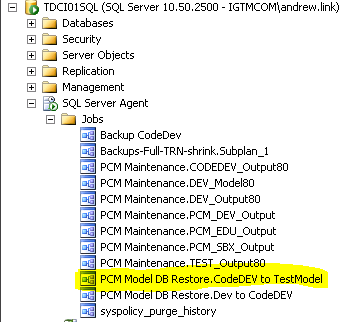 TDCI01SQL (SQL Server 10.50.2500 - IGTMCOM\andrew.link)
Databases
Security
Server Objects
Replication
Management
SQL Server Agent
Jobs
Backup CodeDev
Backups-Full-TRN-shrink.Subplan_1
PCM Maintenance.CODEDEV_Output80
PCM Maintenance.DEV_Model80
PCM Maintenance.DEV_Output80
PCM Maintenance.PCM_DEV_Output
PCM Maintenance.PCM_EDU_Output
PCM Maintenance.PCM_SBX_Output
PCM Maintenance.TEST_Output80
PCM Model DB Restore.CodeDEV to TestModel
PCM Model DB Restore.Dev to CodeDEV
syspolicy_purge_history